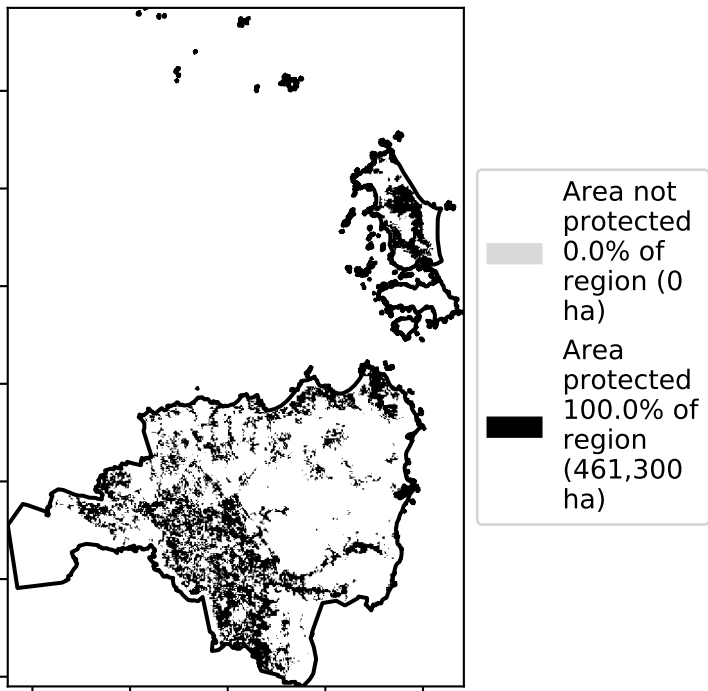 Area not
protected
0.0% of
region (0
ha)
Area
protected
100.0% of
region
(461,300
ha)